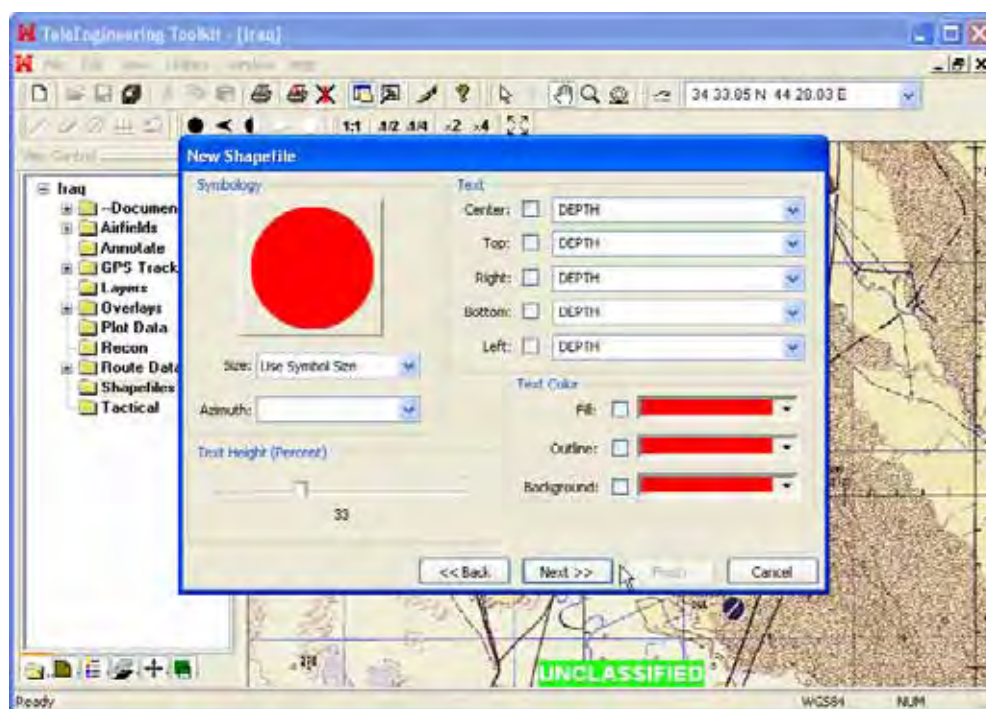 TeleEngineering Toolkit - [Iraq]
34 33.05 N 44 28.03 E
1:1 1/2 1/4 x2 x4
New Shapefile
Iraq
--Documen
Airfields
Annotate
GPS Track
Layers
Overlays
Plot Data
Recon
Route Data
Shapefiles
Tactical
Symbology
Size: Use Symbol Size
Azimuth:
Text Height (Percent)
33
Text
Center: DEPTH
Top: DEPTH
Right: DEPTH
Bottom: DEPTH
Left: DEPTH
Text Color
Fill:
Outline:
Background:
<< Back Next >> Finish Cancel
UNCLASSIFIED
Ready WGS84 NUM